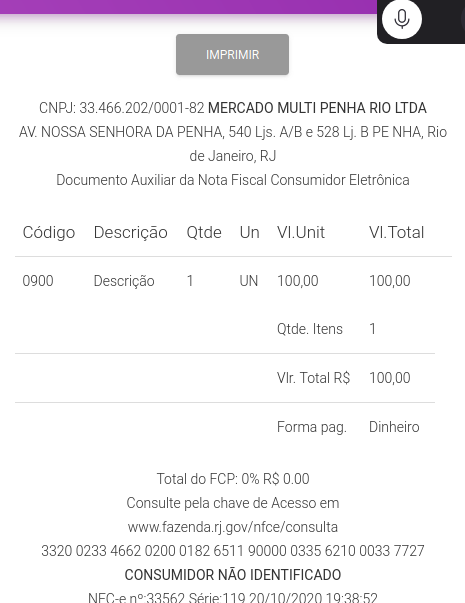 IMPRIMIR
CNPJ: 33.466.202/0001-82 MERCADO MULTI PENHA RIO LTDA
AV. NOSSA SENHORA DA PENHA, 540 Ljs. A/B e 528 Lj. B PE NHA, Rio
de Janeiro, RJ
Documento Auxiliar da Nota Fiscal Consumidor Eletrônica
Código Descrição Qtde Un Vl.Unit Vl.Total
0900 Descrição 1 UN 100,00 100,00
Qtde. Itens 1
Vlr. Total R$ 100,00
Forma pag. Dinheiro
Total do FCP: 0% R$ 0.00
Consulte pela chave de Acesso em
www.fazenda.rj.gov/nfce/consulta
3320 0233 4662 0200 0182 6511 90000 0335 6210 0033 7727
CONSUMIDOR NÃO IDENTIFICADO
NFC-e nº:33562 Série:119 20/10/2020 19:38:52